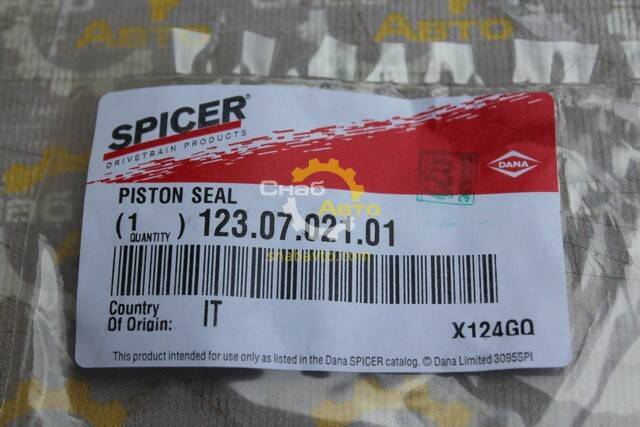 SPICER®
DRIVETRAIN PRODUCTS
DANA
PISTON SEAL
(1 QUANTITY) 123.07.021.01
СНАБ
АВТО
snabavto.com
Country
Of Origin: IT
X124GQ
This product intended for use only as listed in the Dana SPICER catalog. © Dana Limited 3095SPI